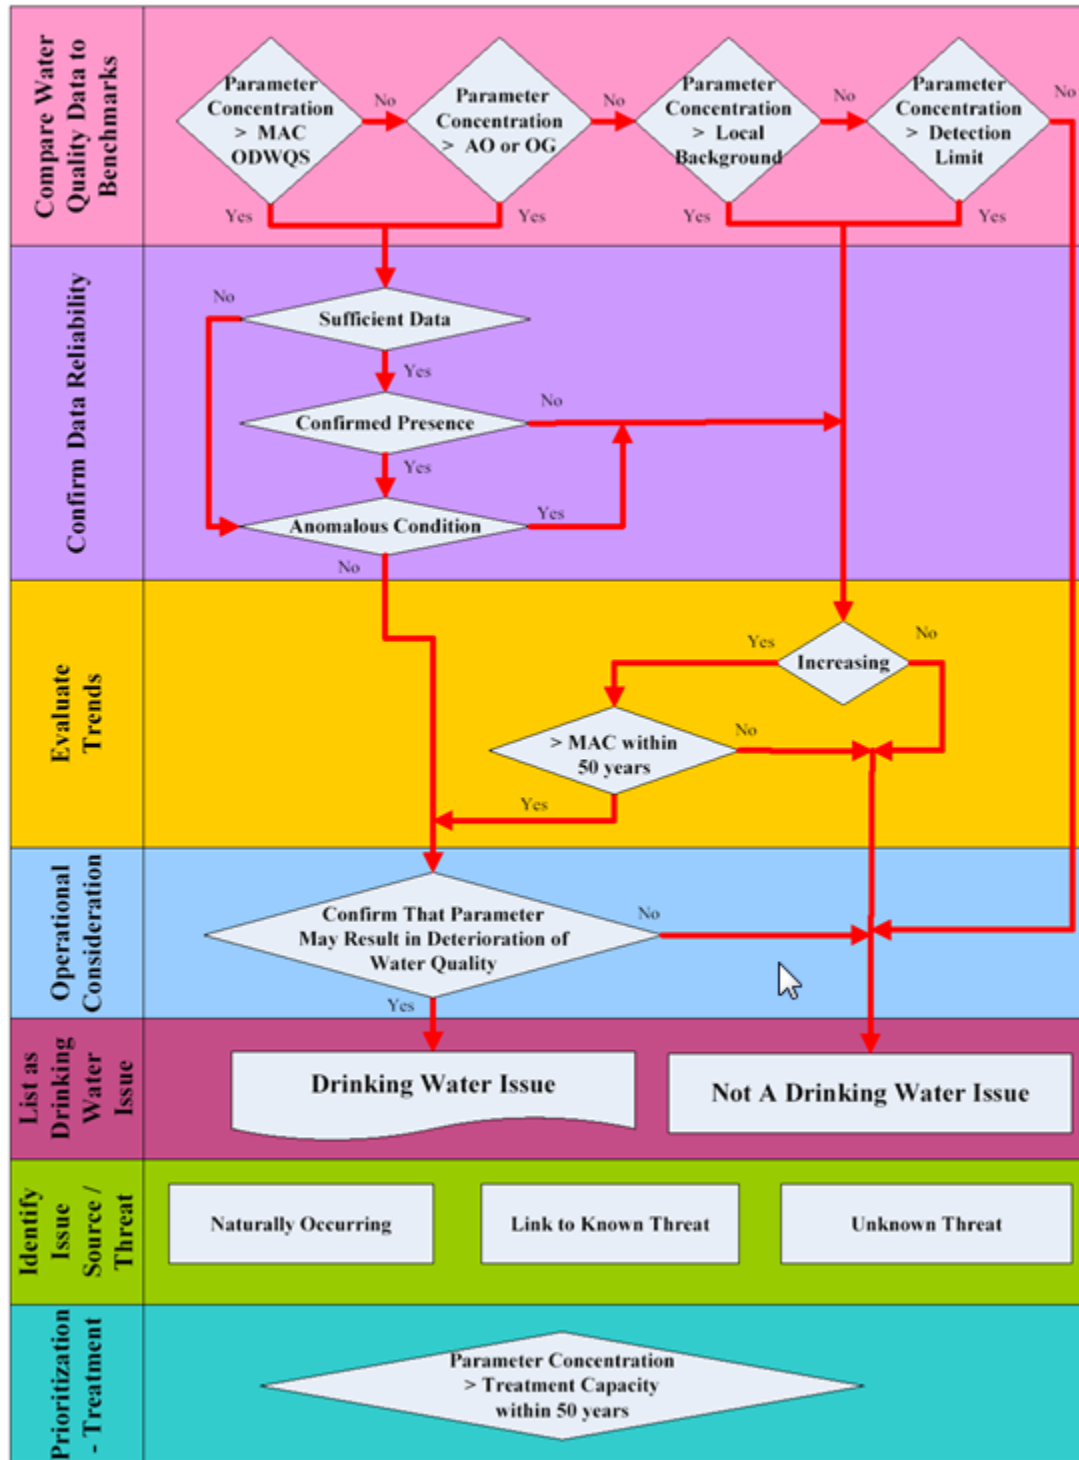 Compare Water
Quality Data to
Benchmarks
Parameter
Concentration
> MAC
ODWQS
No
Parameter
Concentration
> AO or OG
No
Parameter
Concentration
> Local
Background
No
Parameter
Concentration
> Detection
Limit
No
Yes
Yes
Yes
Yes
Confirm Data Reliability
No
Sufficient Data
Yes
Confirmed Presence
No
Yes
Anomalous Condition
Yes
No
Evaluate
Trends
Yes
Increasing
No
> MAC within
50 years
No
Yes
Operational
Consideration
Confirm That Parameter
May Result in Deterioration of
Water Quality
No
Yes
List as
Drinking
Water
Issue
Drinking Water Issue
Not A Drinking Water Issue
Identify
Issue
Source /
Threat
Naturally Occurring
Link to Known Threat
Unknown Threat
Prioritization
- Treatment
Parameter Concentration
> Treatment Capacity
within 50 years